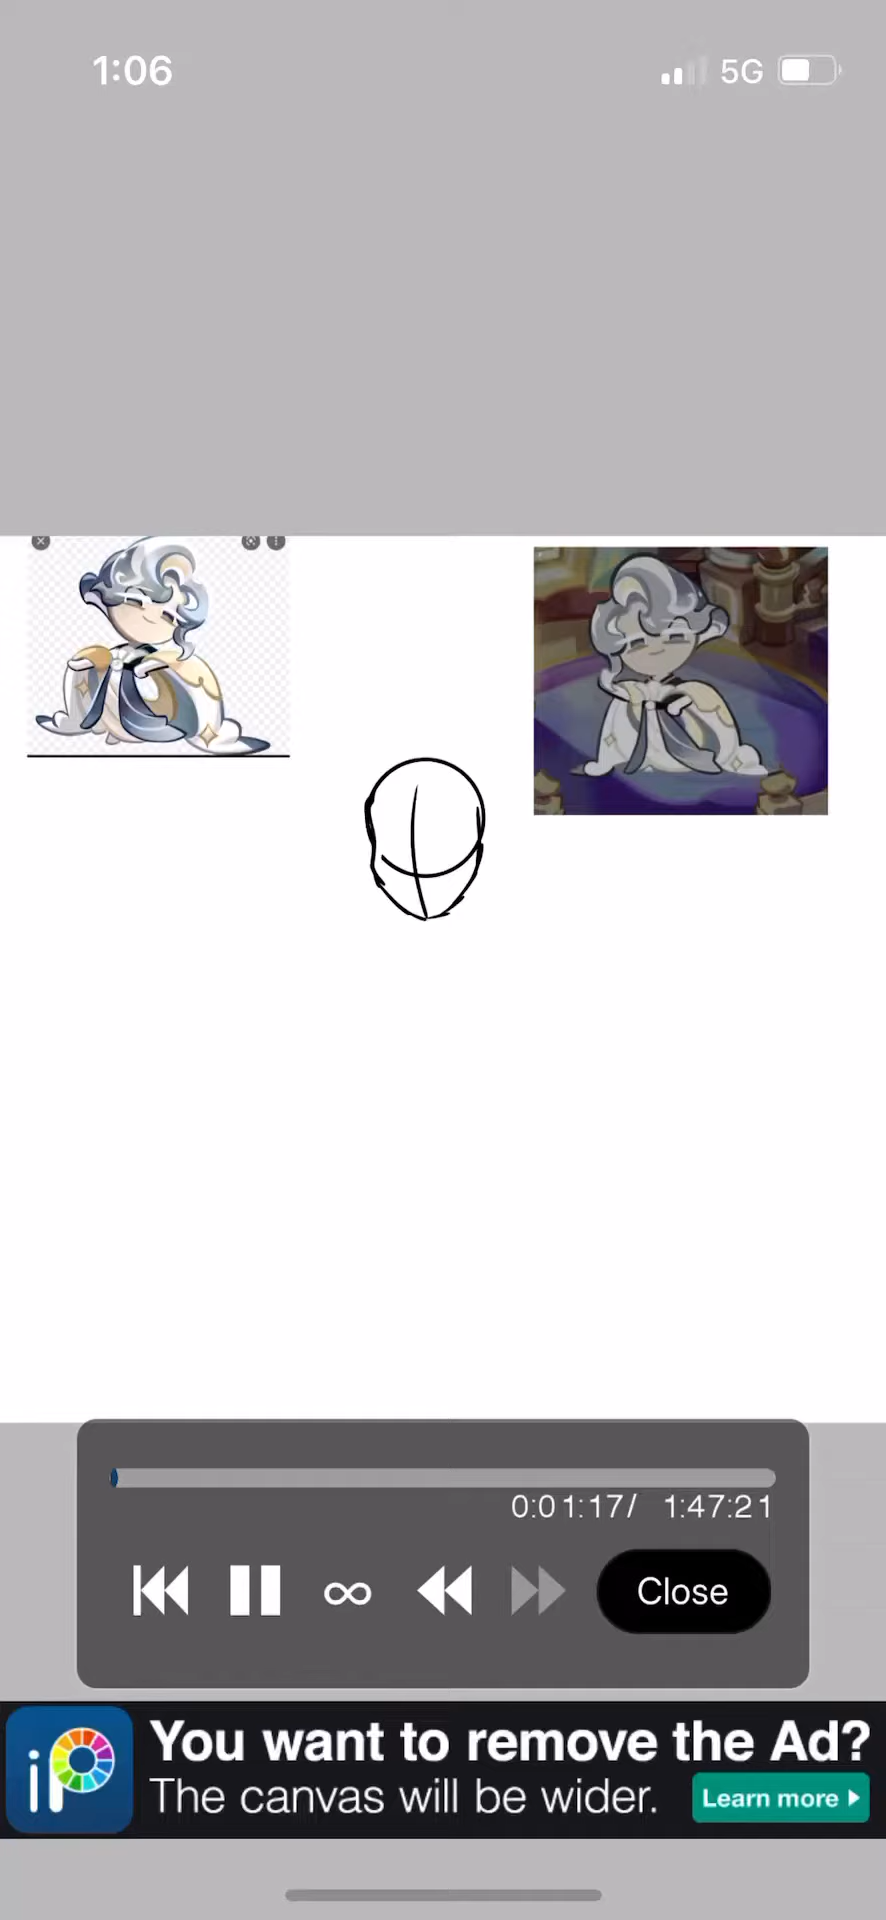 1:06
5G
0:01:17/ 1:47:21
Close
iP
You want to remove the Ad?
The canvas will be wider.
Learn more